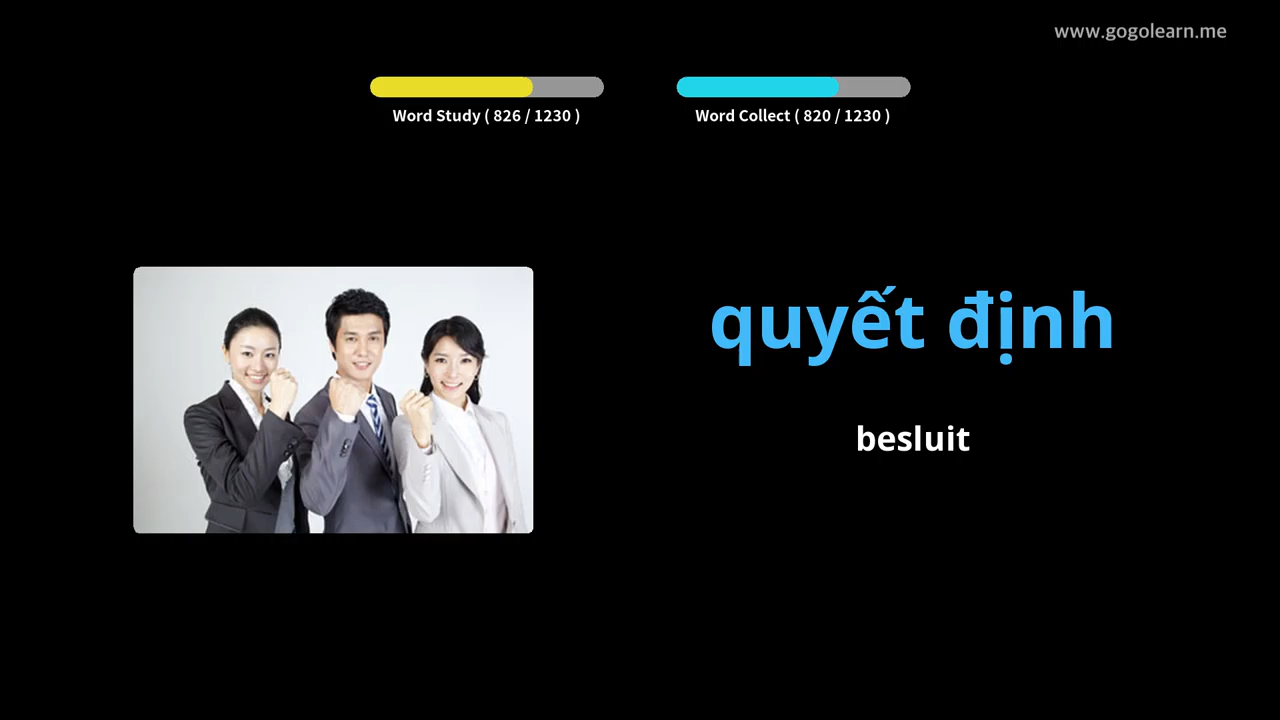 www.gogolearn.me
Word Study ( 826 / 1230 )
Word Collect ( 820 / 1230 )
quyết định
besluit